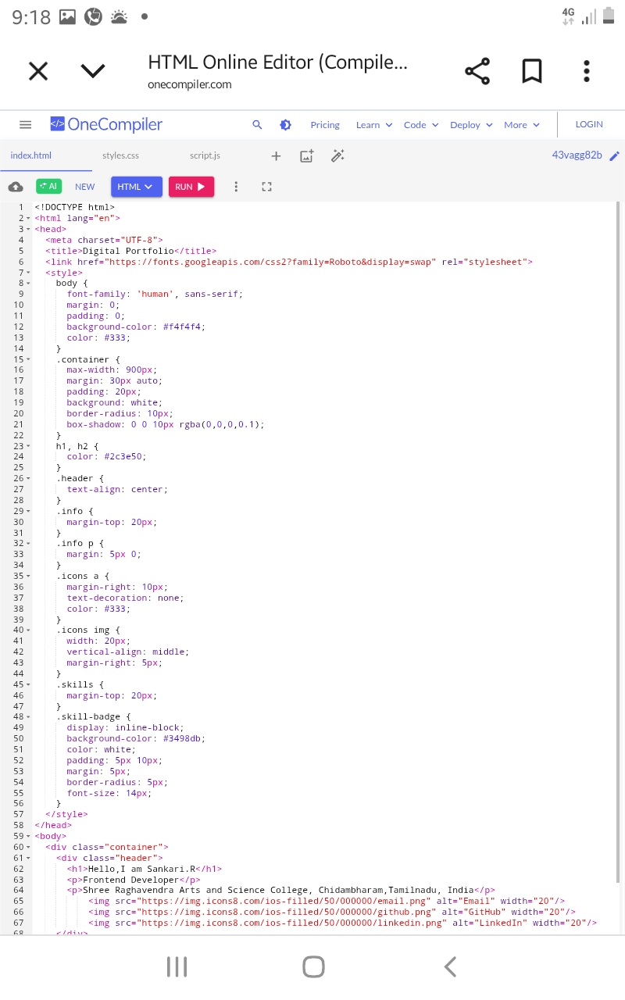 9:18
4G
HTML Online Editor (Compile...
onecompiler.com
</> OneCompiler Pricing Learn Code Deploy More LOGIN
index.html styles.css script.js + 43vagg82b
AI NEW HTML RUN
1 <!DOCTYPE html>
2 <html lang="en">
3 <head>
4 <meta charset="UTF-8">
5 <title>Digital Portfolio</title>
6 <link href="https://fonts.googleapis.com/css2?family=Roboto&display=swap" rel="stylesheet">
7 <style>
8 body {
9 font-family: 'human', sans-serif;
10 margin: 0;
11 padding: 0;
12 background-color: #f4f4f4;
13 color: #333;
14 }
15 .container {
16 max-width: 900px;
17 margin: 30px auto;
18 padding: 20px;
19 background: white;
20 border-radius: 10px;
21 box-shadow: 0 0 10px rgba(0,0,0,0.1);
22 }
23 h1, h2 {
24 color: #2c3e50;
25 }
26 .header {
27 text-align: center;
28 }
29 .info {
30 margin-top: 20px;
31 }
32 .info p {
33 margin: 5px 0;
34 }
35 .icons a {
36 margin-right: 10px;
37 text-decoration: none;
38 color: #333;
39 }
40 .icons img {
41 width: 20px;
42 vertical-align: middle;
43 margin-right: 5px;
44 }
45 .skills {
46 margin-top: 20px;
47 }
48 .skill-badge {
49 display: inline-block;
50 background-color: #3498db;
51 color: white;
52 padding: 5px 10px;
53 margin: 5px;
54 border-radius: 5px;
55 font-size: 14px;
56 }
57 </style>
58 </head>
59 <body>
60 <div class="container">
61 <div class="header">
62 <h1>Hello,I am Sankari.R</h1>
63 <p>Frontend Developer</p>
64 <p>Shree Raghavendra Arts and Science College, Chidambharam,Tamilnadu, India</p>
65 <img src="https://img.icons8.com/ios-filled/50/000000/email.png" alt="Email" width="20"/>
66 <img src="https://img.icons8.com/ios-filled/50/000000/github.png" alt="GitHub" width="20"/>
67 <img src="https://img.icons8.com/ios-filled/50/000000/linkedin.png" alt="LinkedIn" width="20"/>
68 </div>